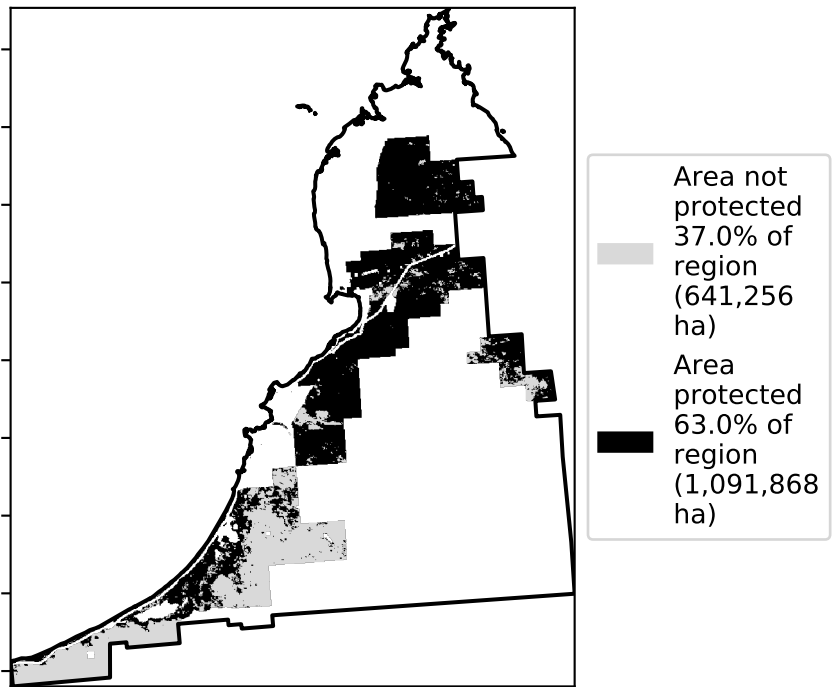 Area not
protected
37.0% of
region
(641,256
ha)
Area
protected
63.0% of
region
(1,091,868
ha)